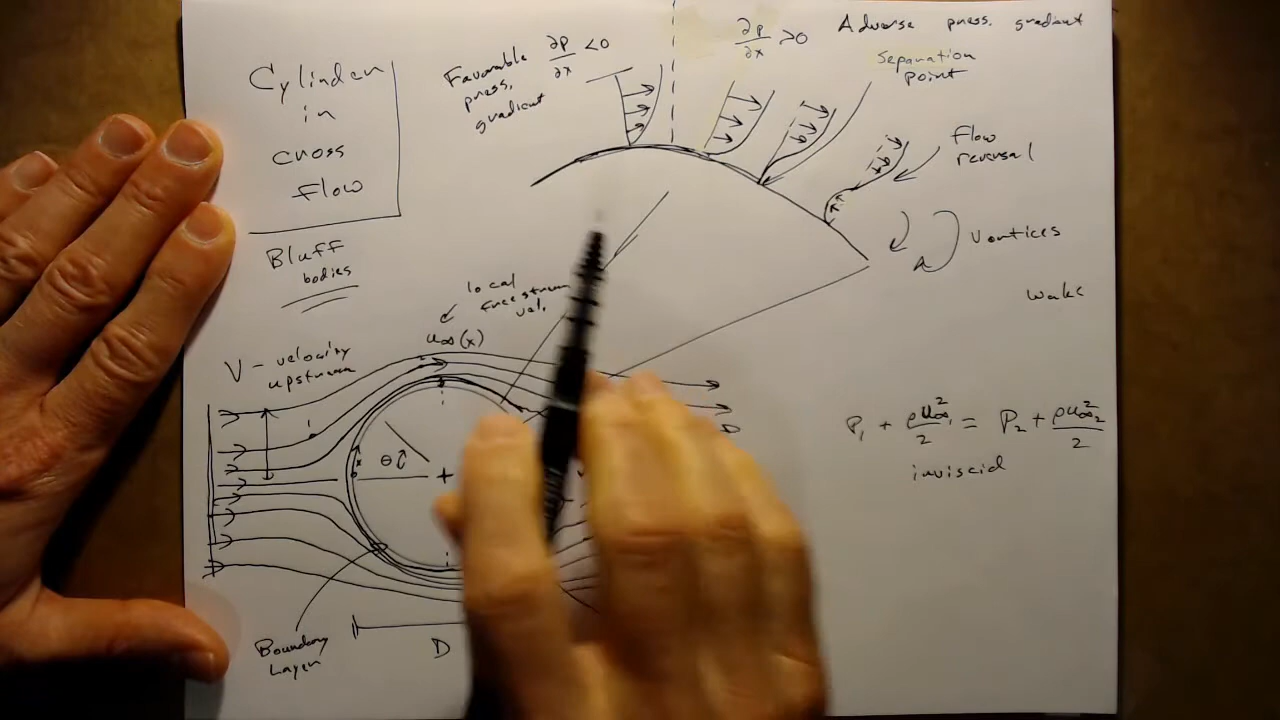 Cylinder
in
cross
flow
Bluff
bodies
Favorable ∂p/∂x <0
press.
gradient
∂p/∂x >0
Adverse press. gradient
Separation
point
Flow
reversal
Vortices
wake
local
free stream
vel.
u∞(x)
V - velocity
upstream
θ
x
+
Boundary
Layer
D
P₁ + ρu∞₁²/2 = P₂ + ρu∞₂²/2
inviscid